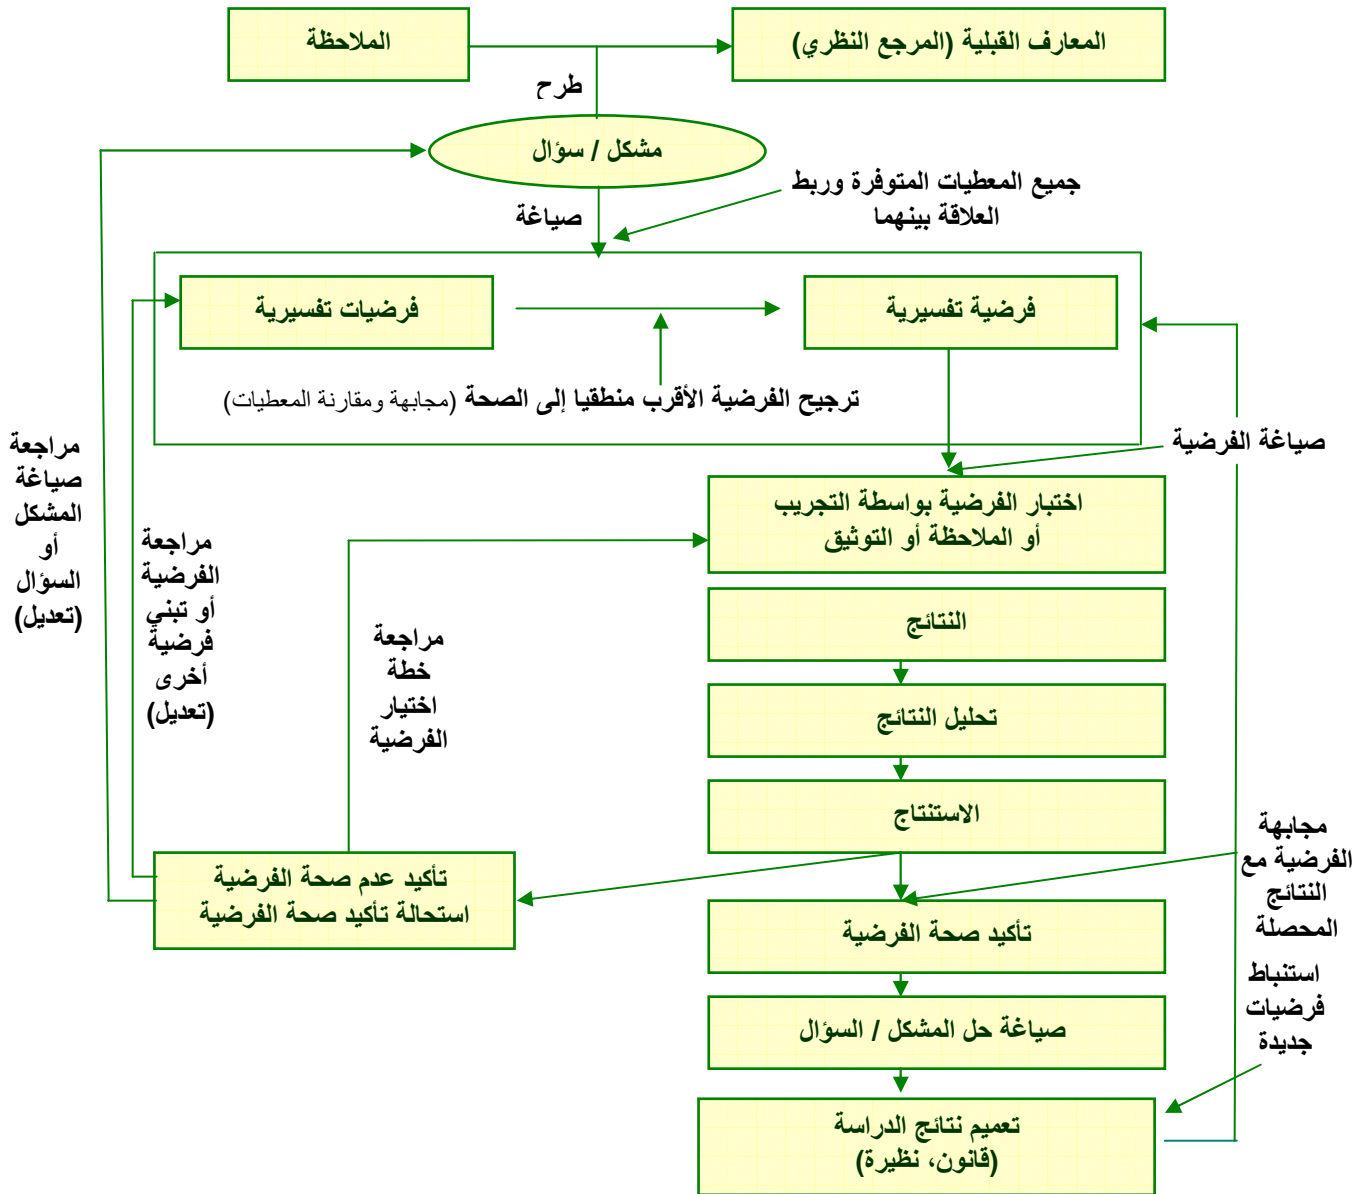 الملاحظة
المعارف القبلية (المرجع النظري)
طرح
مشكل / سؤال
جميع المعطيات المتوفرة وربط
العلاقة بينهما
صياغة
فرضيات تفسيرية
فرضية تفسيرية
ترجيح الفرضية الأقرب منطقيا إلى الصحة (مجابهة ومقارنة المعطيات)
صياغة الفرضية
مراجعة
صياغة
المشكل
أو
السؤال
(تعديل)
مراجعة
الفرضية
أو تبني
فرضية
أخرى
(تعديل)
مراجعة
خطة
اختيار
الفرضية
اختبار الفرضية بواسطة التجريب
أو الملاحظة أو التوثيق
النتائج
تحليل النتائج
الاستنتاج
مجابهة
الفرضية مع
النتائج
المحصلة
تأكيد عدم صحة الفرضية
استحالة تأكيد صحة الفرضية
تأكيد صحة الفرضية
استنباط
فرضيات
جديدة
صياغة حل المشكل / السؤال
تعميم نتائج الدراسة
(قانون، نظيرة)